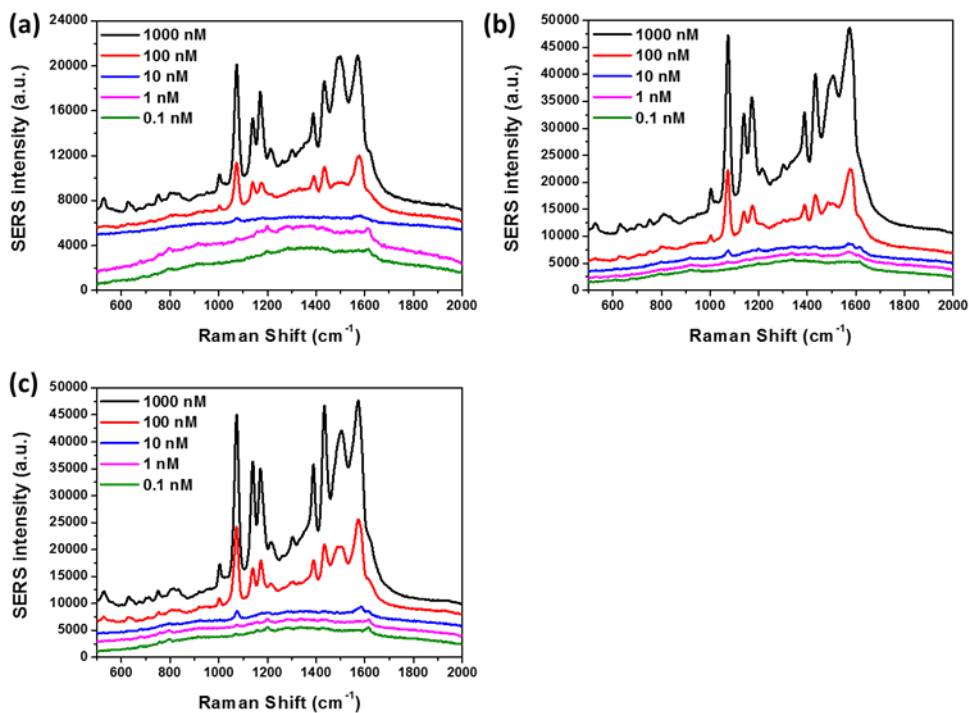 (a)
24000
20000
16000
12000
8000
4000
0
SERS intensity (a.u.)
1000 nM
100 nM
10 nM
1 nM
0.1 nM
600 800 1000 1200 1400 1600 1800 2000
Raman Shift (cm⁻¹)
(b)
50000
45000
40000
35000
30000
25000
20000
15000
10000
5000
0
SERS intensity (a.u.)
1000 nM
100 nM
10 nM
1 nM
0.1 nM
600 800 1000 1200 1400 1600 1800 2000
Raman Shift (cm⁻¹)
(c)
50000
45000
40000
35000
30000
25000
20000
15000
10000
5000
0
SERS intensity (a.u.)
1000 nM
100 nM
10 nM
1 nM
0.1 nM
600 800 1000 1200 1400 1600 1800 2000
Raman Shift (cm⁻¹)